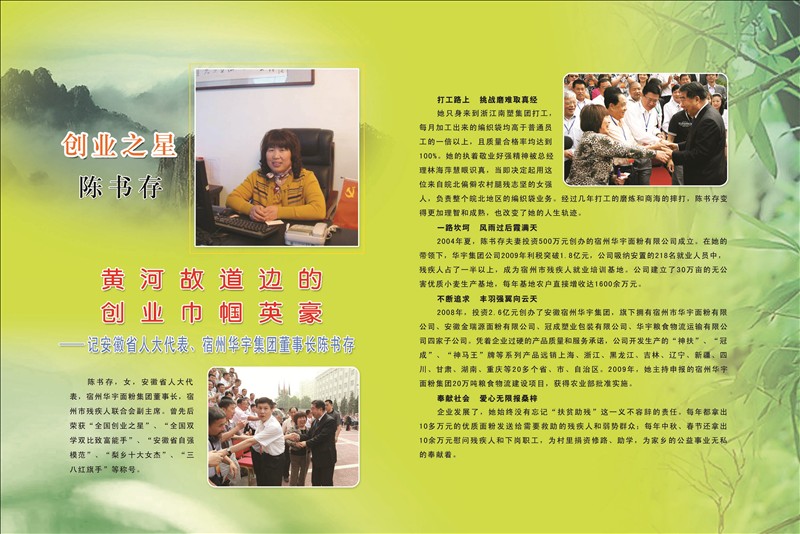 创业之星
陈书存
黄河故道边的
创业巾帼英豪
——记安徽省人大代表、宿州华宇集团董事长陈书存
陈书存，女，安徽省人大代
表，宿州华宇面粉集团董事长，宿
州市残疾人联合会副主席。曾先后
荣获“全国创业之星”、“全国双
学双比致富能手”、“安徽省自强
模范”、“梨乡十大女杰”、“三
八红旗手”等称号。
打工路上 挑战磨难取真经
她只身来到浙江南塑集团打工，
每月加工出来的编织袋均高于普通员
工的一倍以上，且质量合格率均达到
100%。她的执着敬业好强精神被总经
理林海萍慧眼识真，当即决定起用这
位来自皖北偏僻农村腿残志坚的女强
人，负责整个皖北地区的编织袋业务。经过几年打工的磨练和商海的摔打，陈书存变
得更加理智和成熟，也改变了她的人生轨迹。
一路坎坷 风雨过后霞满天
2004年夏，陈书存夫妻投资500万元创办的宿州华宇面粉有限公司成立。在她的
带领下，华宇集团公司2009年利税突破1.8亿元，公司吸纳安置的218名就业人员中，
残疾人占了一半以上，成为宿州市残疾人就业培训基地。公司建立了30万亩的无公
害优质小麦生产基地，每年基地农户直接增收达1600余万元。
不断追求 丰羽强翼向云天
2008年，投资2.6亿元创办了安徽宿州华宇集团，旗下拥有宿州市华宇面粉有限
公司、安徽金瑞源面粉有限公司、冠成塑业包装有限公司、华宇粮食物流运输有限公
司四家子公司。凭着企业过硬的产品质量和服务承诺，公司开发生产的“神扶”、“冠
成”、“神马王”牌等系列产品远销上海、浙江、黑龙江、吉林、辽宁、新疆、四
川、甘肃、湖南、重庆等20多个省、市、自治区。2009年，她主持申报的宿州华宇
面粉集团20万吨粮食物流建设项目，获得农业部批准实施。
奉献社会 爱心无限报桑梓
企业发展了，她始终没有忘记“扶贫助残”这一义不容辞的责任。每年都拿出
10多万元的优质面粉发送给需要救助的残疾人和弱势群众；每年中秋、春节还拿出
10余万元慰问残疾人和下岗职工，为村里捐资修路、助学，为家乡的公益事业无私
的奉献着。